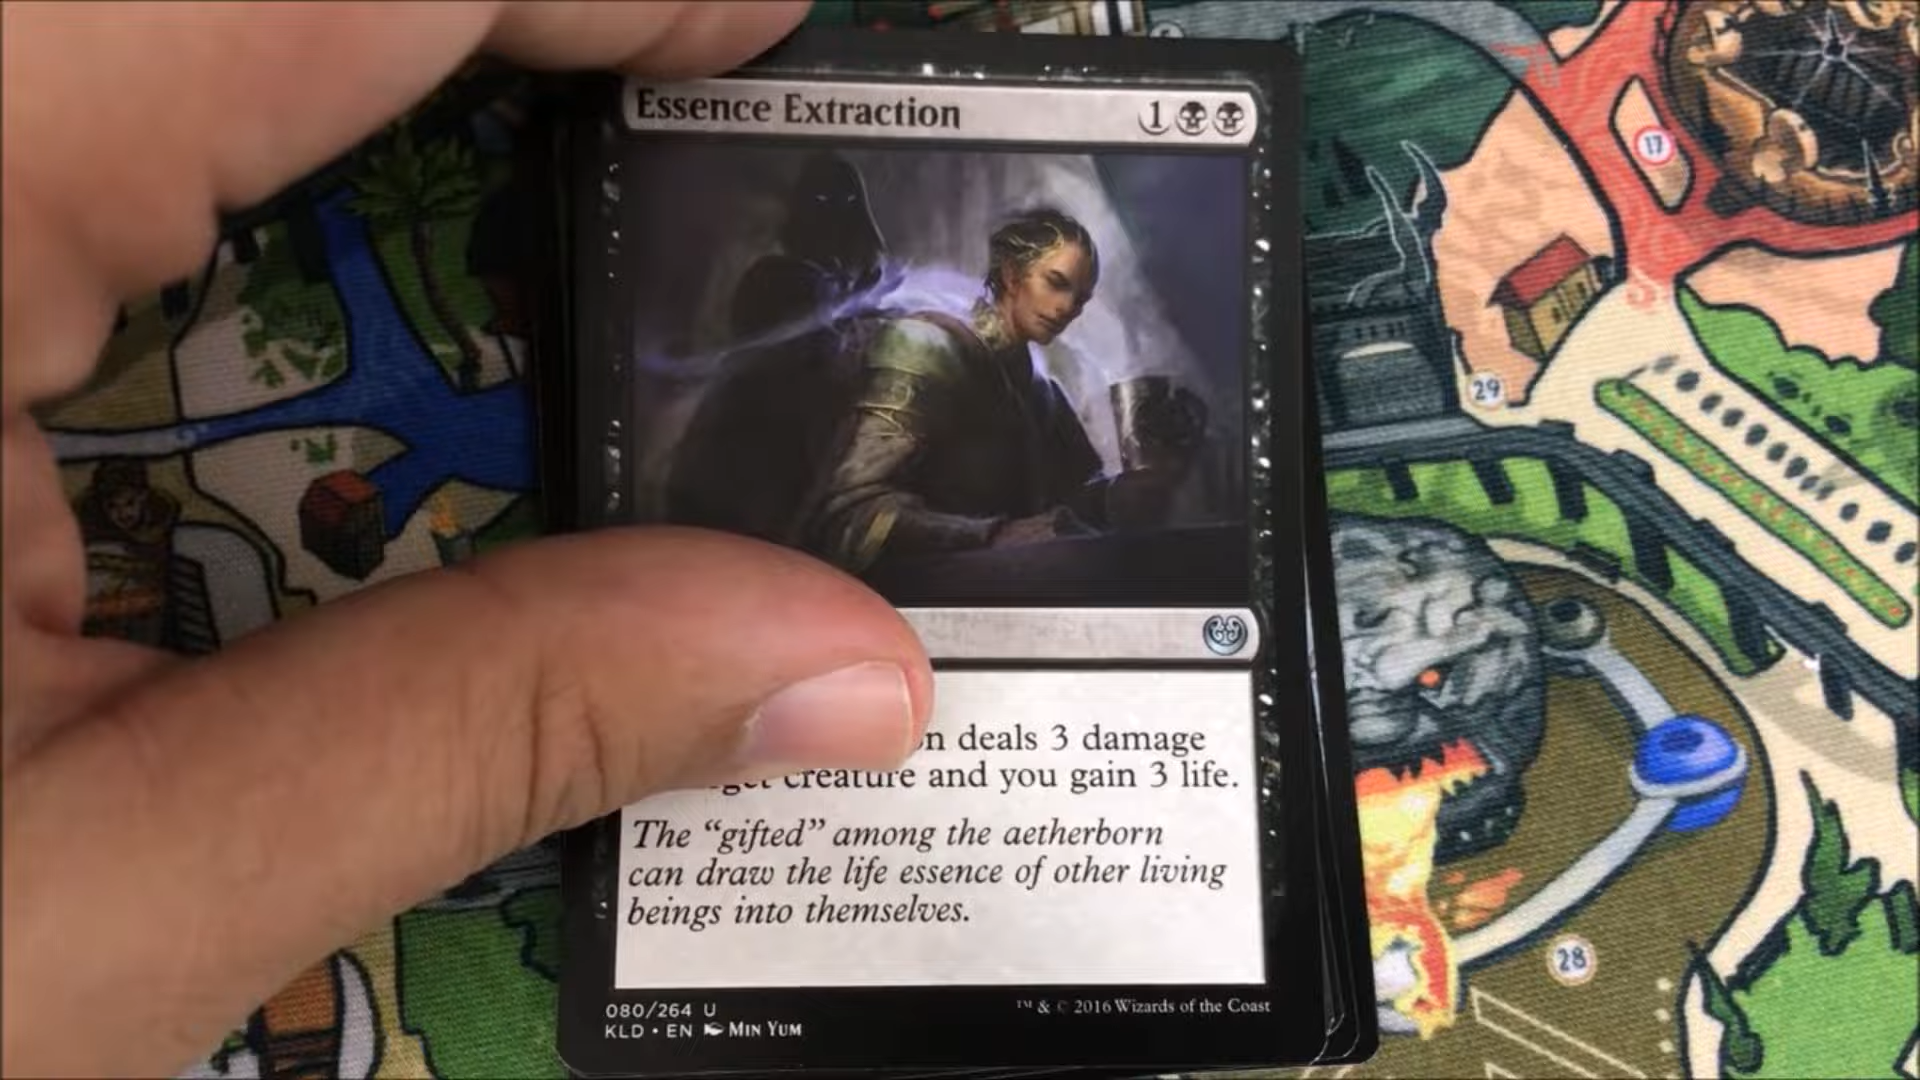 Essence Extraction 1
17
29
deals 3 damage
creature and you gain 3 life.
The “gifted” among the aetherborn
can draw the life essence of other living
beings into themselves.
28
080/264 U
™ & © 2016 Wizards of the Coast
KLD • EN MIN YUM